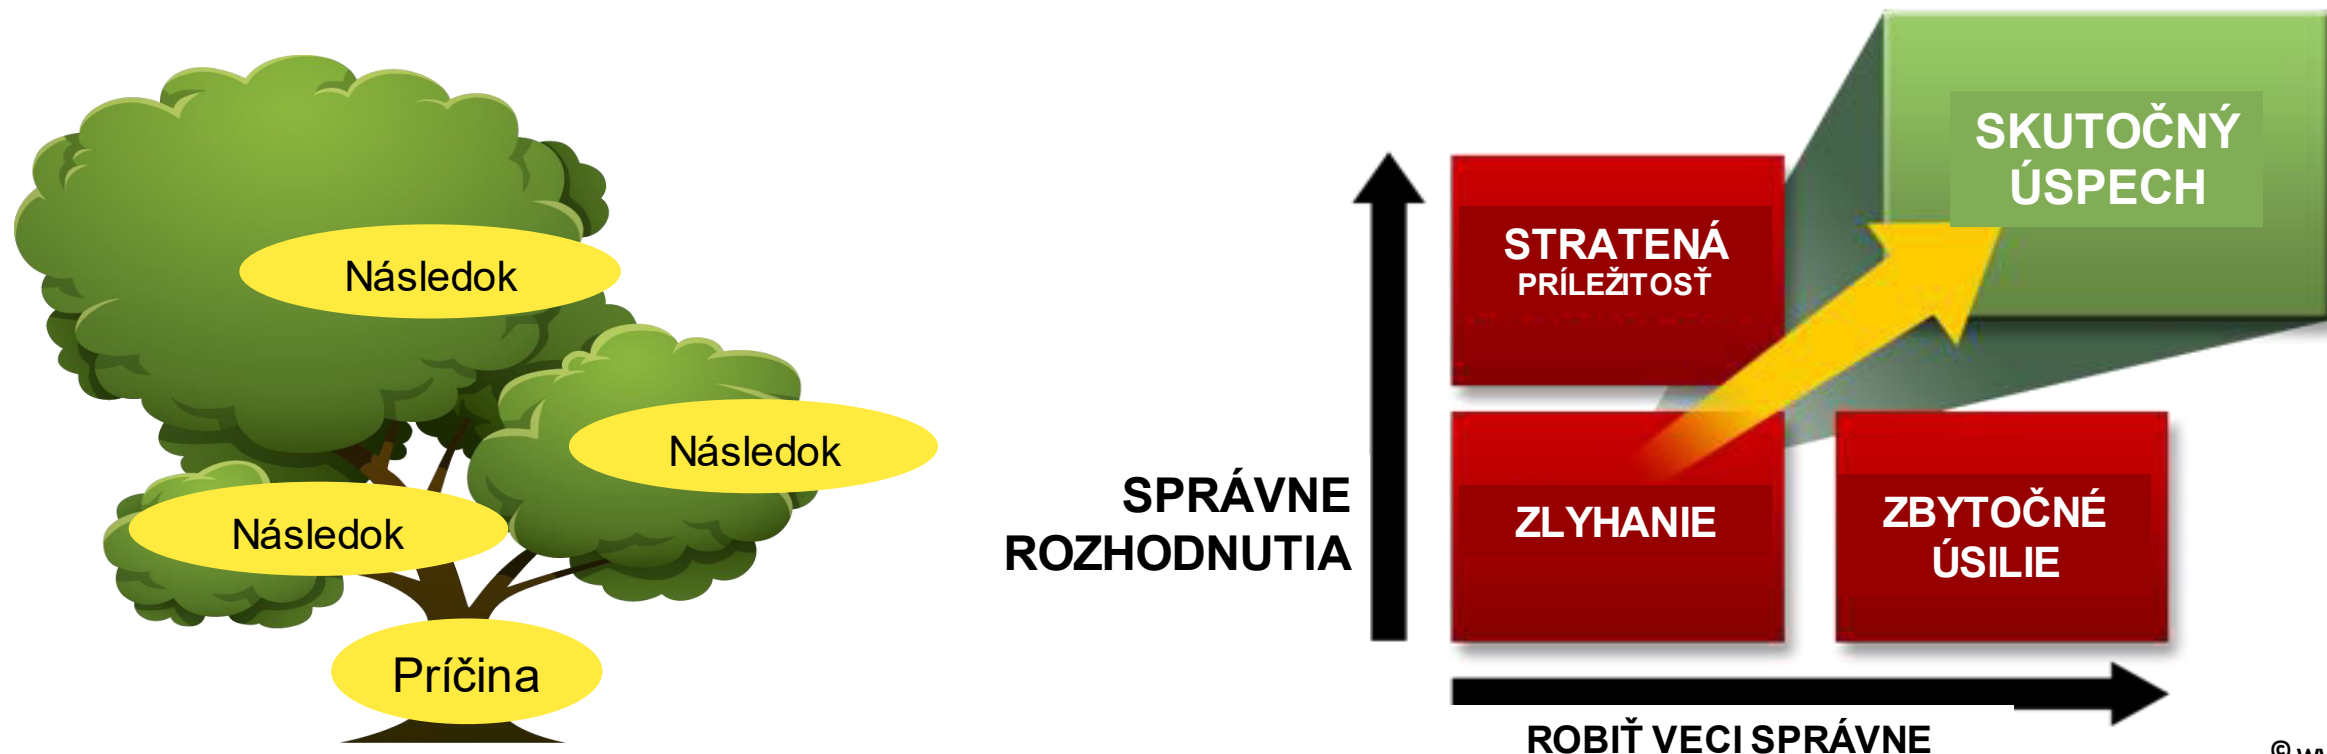 Následok
Následok
Následok
Príčina
SKUTOČNÝ
ÚSPECH
STRATENÁ
PRÍLEŽITOSŤ
SPRÁVNE
ROZHODNUTIA
ZLYHANIE
ZBYTOČNÉ
ÚSILIE
ROBIŤ VECI SPRÁVNE
©